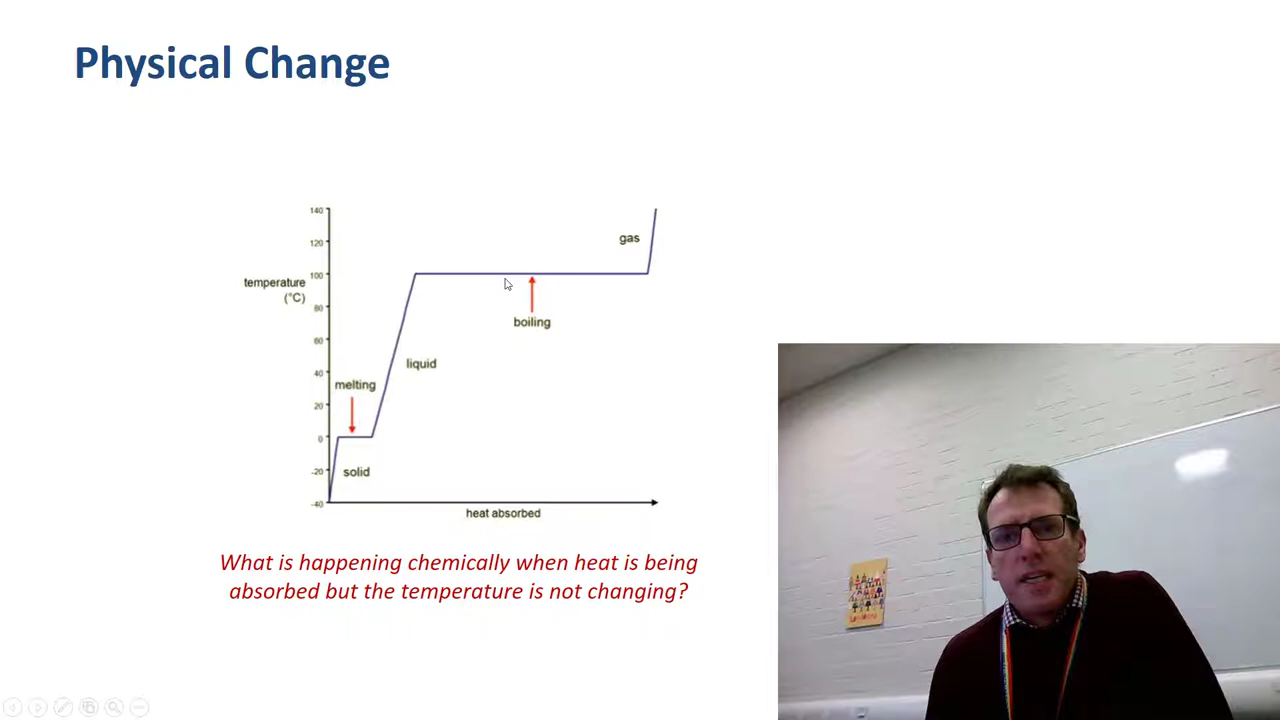 Physical Change
140
120
100
80
60
40
20
0
-20
-40
temperature
(°C)
gas
boiling
liquid
melting
solid
heat absorbed
What is happening chemically when heat is being
absorbed but the temperature is not changing?